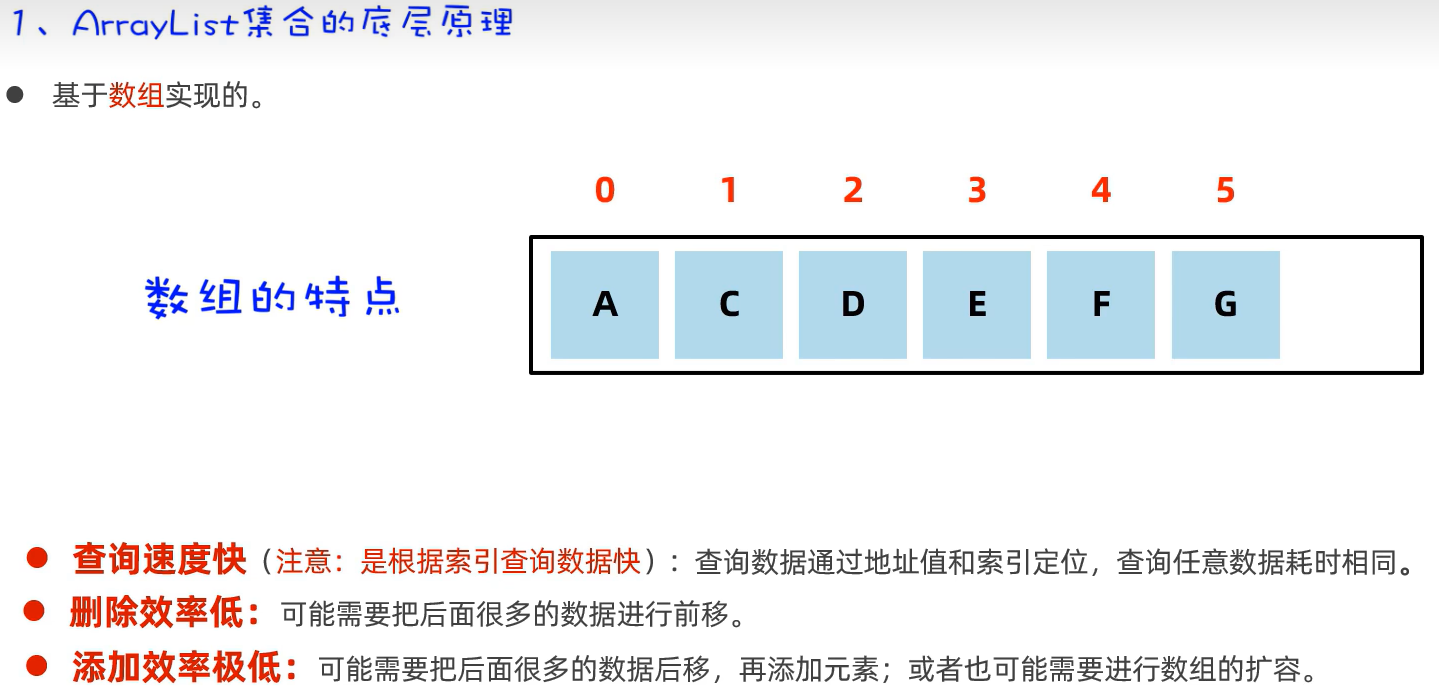 1、ArrayList集合的底层原理
● 基于数组实现的。
0 1 2 3 4 5
数组的特点
A C D E F G
● 查询速度快（注意：是根据索引查询数据快）：查询数据通过地址值和索引定位，查询任意数据耗时相同。
● 删除效率低：可能需要把后面很多的数据进行前移。
● 添加效率极低：可能需要把后面很多的数据后移，再添加元素；或者也可能需要进行数组的扩容。